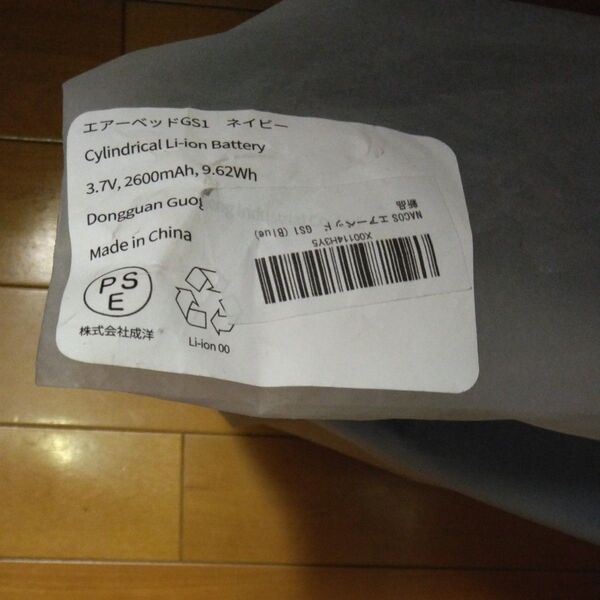 エアーベッドGS1 ネイビー
Cylindrical Li-ion Battery
3.7V, 2600mAh, 9.62Wh
Dongguan
Made in China
PSE
株式会社成洋
Li-ion 00
X00114H3Y5
NACOS エアーベッド GS1 (Blue)
新品